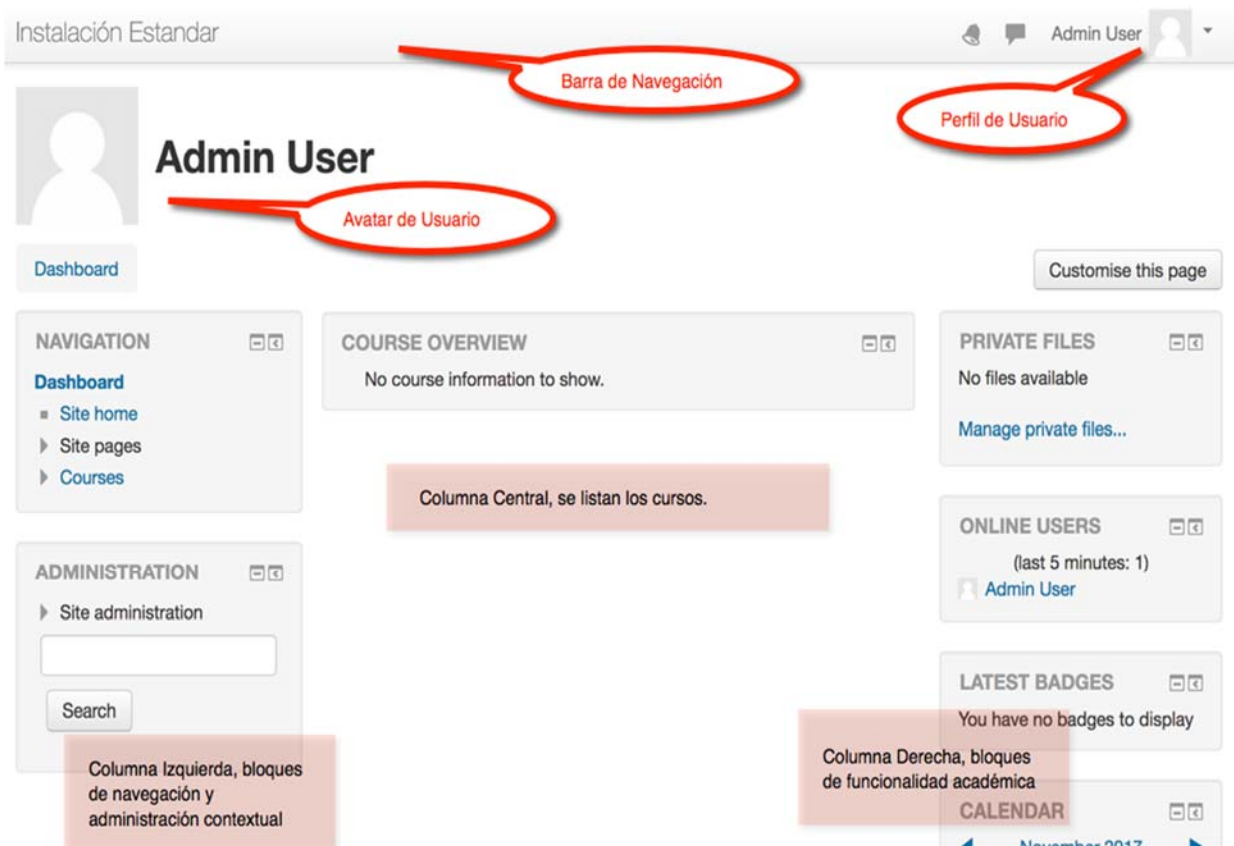 Instalación Estandar
Admin User
Barra de Navegación
Perfil de Usuario
Admin User
Avatar de Usuario
Dashboard
Customise this page
NAVIGATION
Dashboard
Site home
Site pages
Courses
ADMINISTRATION
Site administration
Search
Columna Izquierda, bloques
de navegación y
administración contextual
COURSE OVERVIEW
No course information to show.
Columna Central, se listan los cursos.
PRIVATE FILES
No files available
Manage private files...
ONLINE USERS
(last 5 minutes: 1)
Admin User
LATEST BADGES
You have no badges to display
Columna Derecha, bloques
de funcionalidad académica
CALENDAR
November 2017